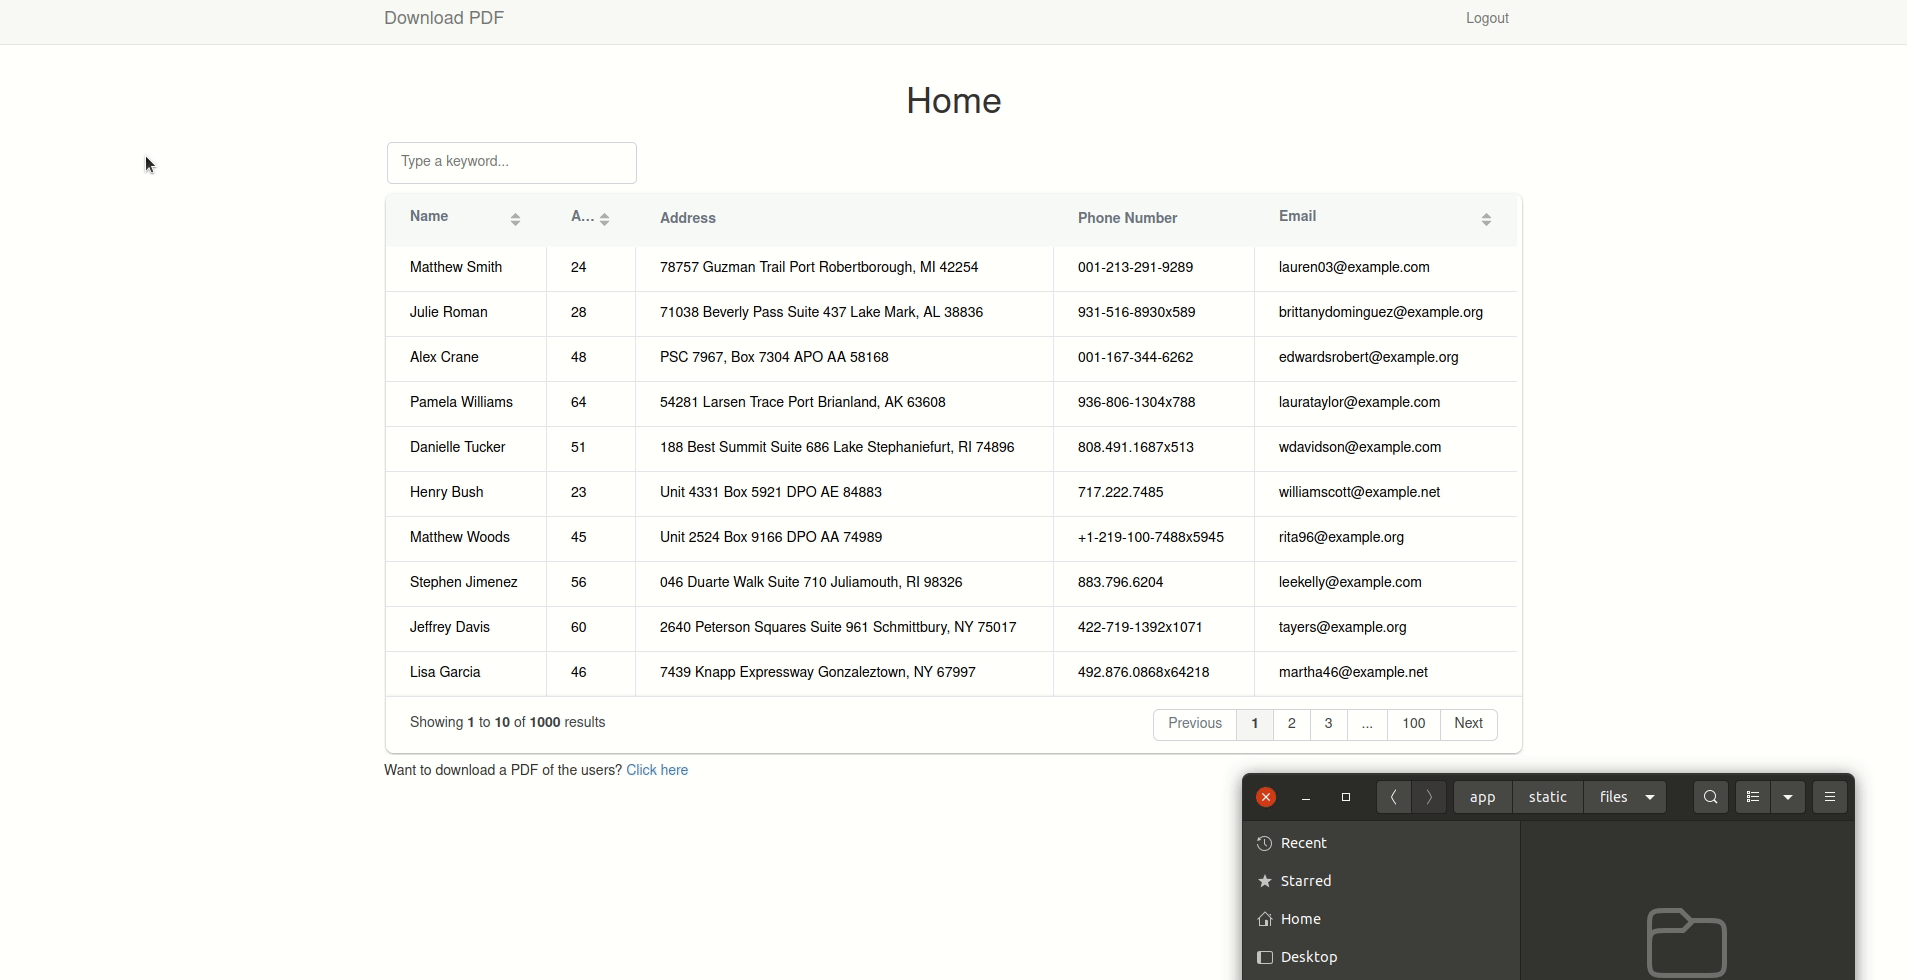 Download PDF Logout
Home
Type a keyword...
Name A... Address Phone Number Email
Matthew Smith 24 78757 Guzman Trail Port Robertborough, MI 42254 001-213-291-9289 lauren03@example.com
Julie Roman 28 71038 Beverly Pass Suite 437 Lake Mark, AL 38836 931-516-8930x589 brittanydominguez@example.org
Alex Crane 48 PSC 7967, Box 7304 APO AA 58168 001-167-344-6262 edwardsrobert@example.org
Pamela Williams 64 54281 Larsen Trace Port Brianland, AK 63608 936-806-1304x788 laurataylor@example.com
Danielle Tucker 51 188 Best Summit Suite 686 Lake Stephaniefurt, RI 74896 808.491.1687x513 wdavidson@example.com
Henry Bush 23 Unit 4331 Box 5921 DPO AE 84883 717.222.7485 williamscott@example.net
Matthew Woods 45 Unit 2524 Box 9166 DPO AA 74989 +1-219-100-7488x5945 rita96@example.org
Stephen Jimenez 56 046 Duarte Walk Suite 710 Juliamouth, RI 98326 883.796.6204 leekelly@example.com
Jeffrey Davis 60 2640 Peterson Squares Suite 961 Schmittbury, NY 75017 422-719-1392x1071 tayers@example.org
Lisa Garcia 46 7439 Knapp Expressway Gonzaleztown, NY 67997 492.876.0868x64218 martha46@example.net
Showing 1 to 10 of 1000 results Previous 1 2 3 ... 100 Next
Want to download a PDF of the users? Click here
app static files
Recent
Starred
Home
Desktop